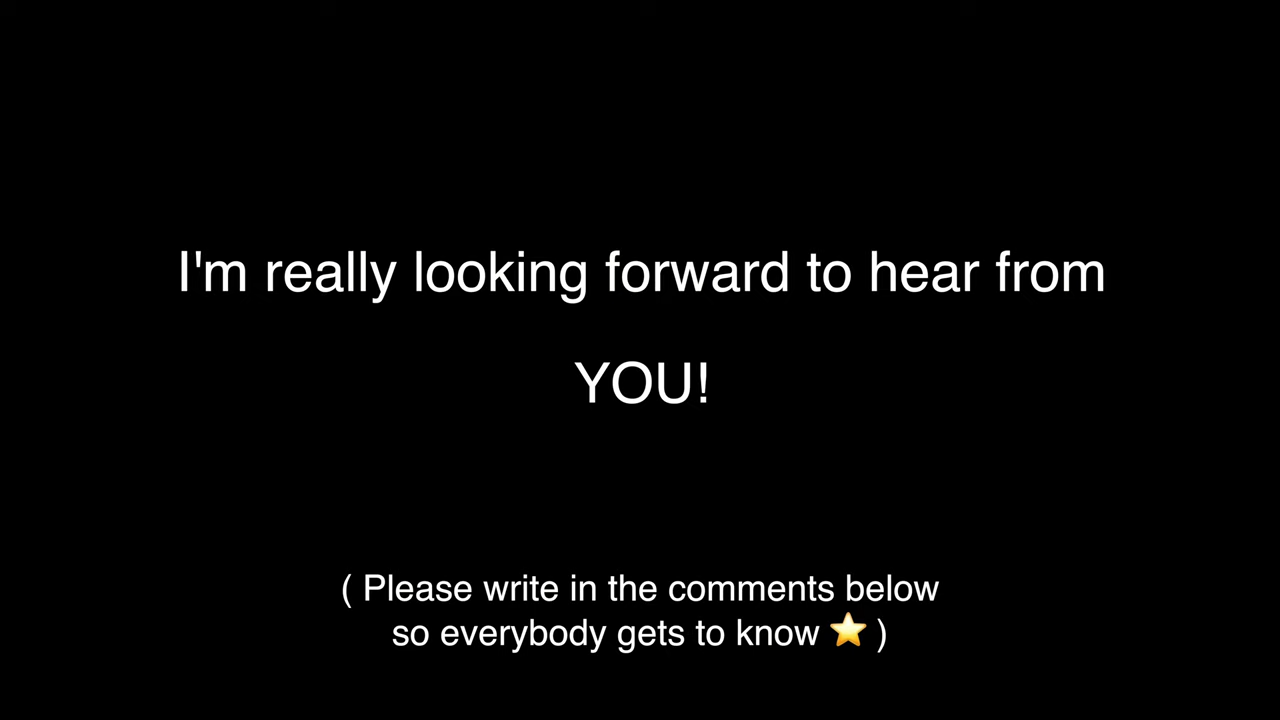 I'm really looking forward to hear from
YOU!
( Please write in the comments below
so everybody gets to know ⭐ )